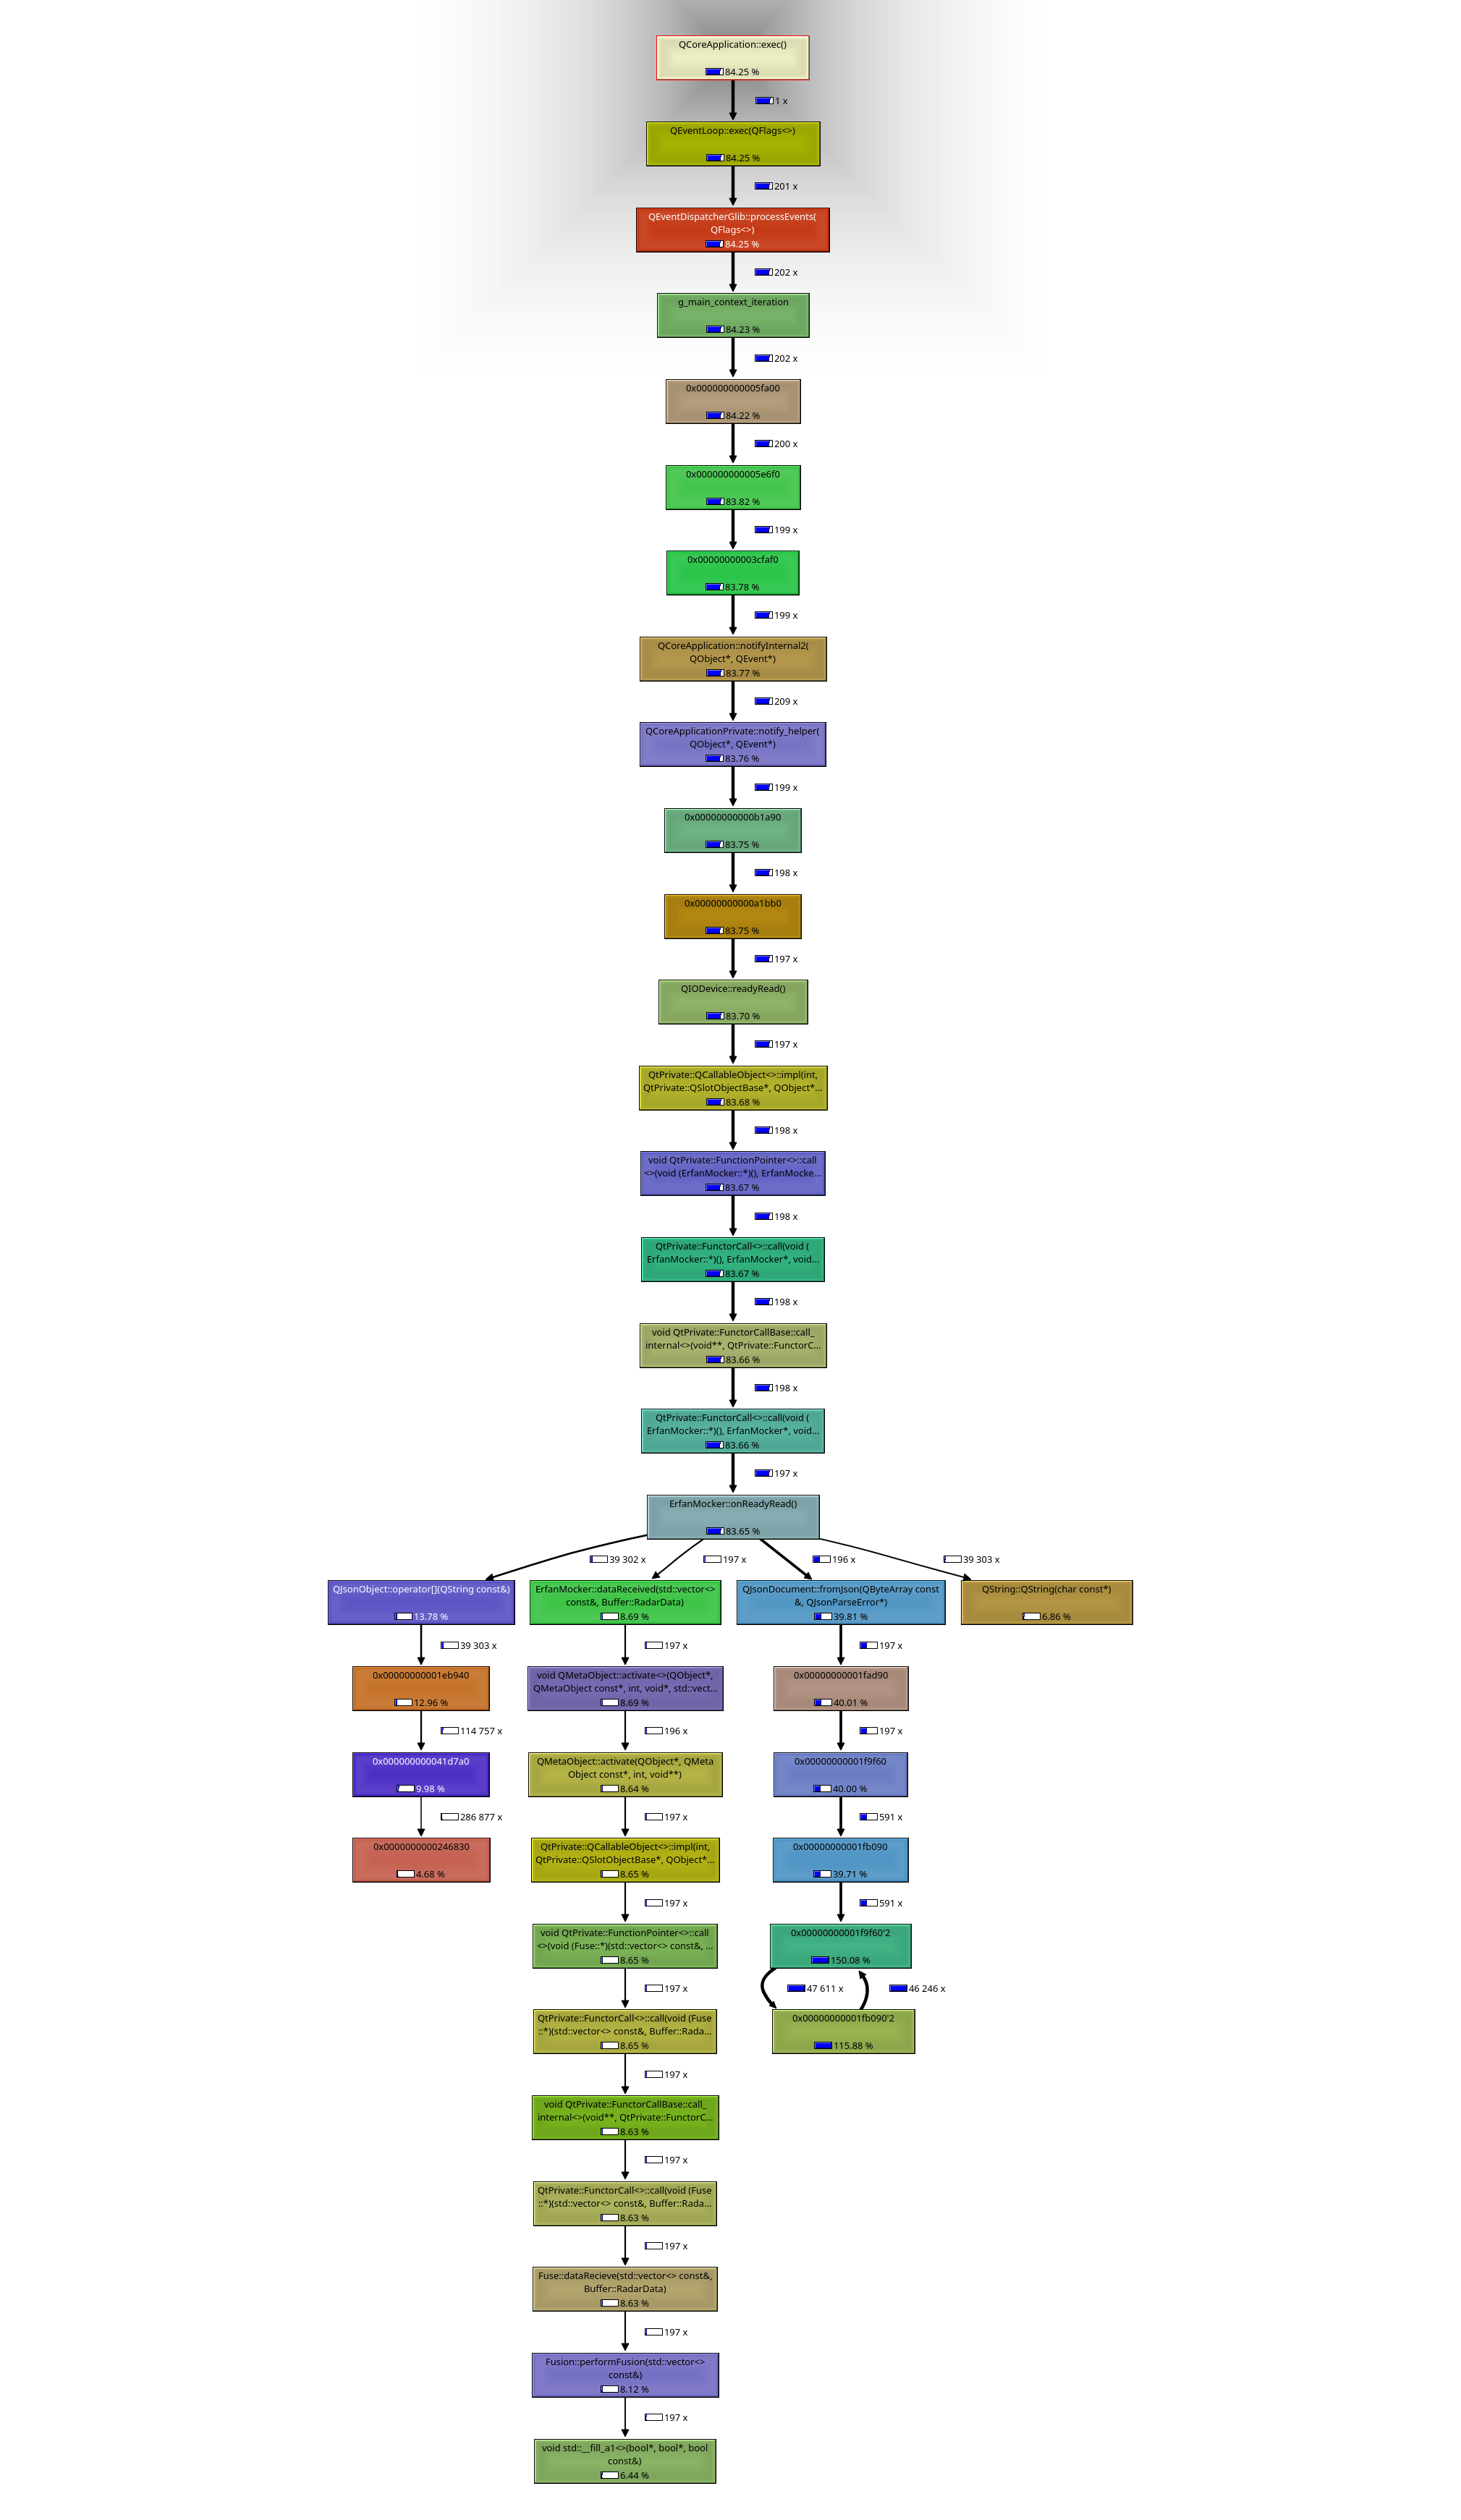 QCoreApplication::exec()
84.25 %
1 x
QEventLoop::exec(QFlags<>)
84.25 %
201 x
QEventDispatcherGlib::processEvents(
QFlags<>)
84.25 %
202 x
g_main_context_iteration
84.23 %
202 x
0x000000000005fa00
84.22 %
200 x
0x000000000005e6f0
83.82 %
199 x
0x00000000003cfaf0
83.78 %
199 x
QCoreApplication::notifyInternal2(
QObject*, QEvent*)
83.77 %
209 x
QCoreApplicationPrivate::notify_helper(
QObject*, QEvent*)
83.76 %
199 x
0x00000000000b1a90
83.75 %
198 x
0x00000000000a1bb0
83.75 %
197 x
QIODevice::readyRead()
83.70 %
197 x
QtPrivate::QCallableObject<>::impl(int,
QtPrivate::QSlotObjectBase*, QObject*...
83.68 %
198 x
void QtPrivate::FunctionPointer<>::call
<>(void (ErfanMocker::*)(), ErfanMocke...
83.67 %
198 x
QtPrivate::FunctorCall<>::call(void (
ErfanMocker::*)(), ErfanMocker*, void...
83.67 %
198 x
void QtPrivate::FunctorCallBase::call_
internal<>(void**, QtPrivate::FunctorC...
83.66 %
198 x
QtPrivate::FunctorCall<>::call(void (
ErfanMocker::*)(), ErfanMocker*, void...
83.66 %
197 x
ErfanMocker::onReadyRead()
83.65 %
39 302 x
197 x
196 x
39 303 x
QJsonObject::operator[](QString const&)
13.78 %
ErfanMocker::dataReceived(std::vector<>
const&, Buffer::RadarData)
8.69 %
QJsonDocument::fromJson(QByteArray const
&, QJsonParseError*)
39.81 %
QString::QString(char const*)
6.86 %
39 303 x
197 x
197 x
0x00000000001eb940
12.96 %
void QMetaObject::activate<>(QObject*,
QMetaObject const*, int, void*, std::vect...
8.69 %
0x00000000001fad90
40.01 %
114 757 x
196 x
197 x
0x000000000041d7a0
9.98 %
QMetaObject::activate(QObject*, QMeta
Object const*, int, void**)
8.64 %
0x00000000001f9f60
40.00 %
286 877 x
197 x
591 x
0x0000000000246830
4.68 %
QtPrivate::QCallableObject<>::impl(int,
QtPrivate::QSlotObjectBase*, QObject*...
8.65 %
0x00000000001fb090
39.71 %
197 x
591 x
void QtPrivate::FunctionPointer<>::call
<>(void (Fuse::*)(std::vector<> const&, ...
8.65 %
0x00000000001f9f60'2
150.08 %
197 x
47 611 x
46 246 x
QtPrivate::FunctorCall<>::call(void (Fuse
::*)(std::vector<> const&, Buffer::Rada...
8.65 %
0x00000000001fb090'2
115.88 %
197 x
void QtPrivate::FunctorCallBase::call_
internal<>(void**, QtPrivate::FunctorC...
8.63 %
197 x
QtPrivate::FunctorCall<>::call(void (Fuse
::*)(std::vector<> const&, Buffer::Rada...
8.63 %
197 x
Fuse::dataRecieve(std::vector<> const&,
Buffer::RadarData)
8.63 %
197 x
Fusion::performFusion(std::vector<>
const&)
8.12 %
197 x
void std::__fill_a1<>(bool*, bool*, bool
const&)
6.44 %